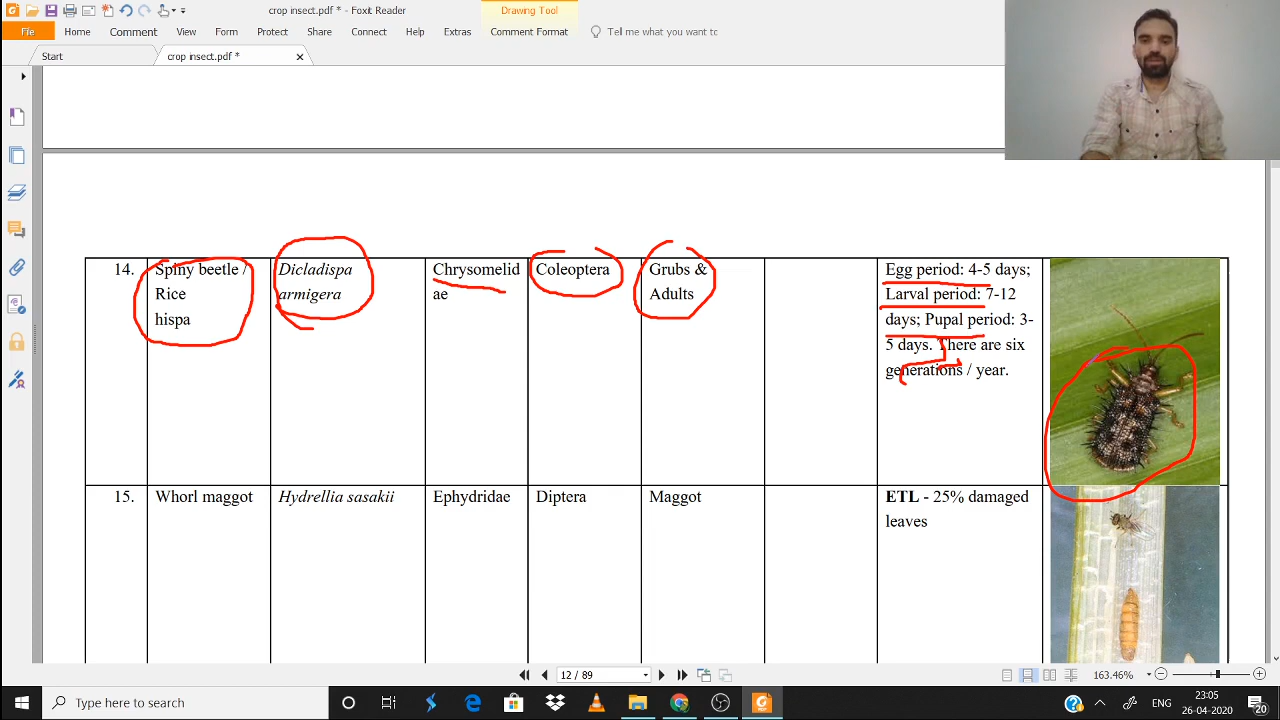 crop insect.pdf * - Foxit Reader
Drawing Tool
File Home Comment View Form Protect Share Connect Help Extras Comment Format Tell me what you want to
Start crop insect.pdf *
14. Spiny beetle / Dicladispa Chrysomelid Coleoptera Grubs & Egg period: 4-5 days;
Rice armigera ae Adults Larval period: 7-12
hispa days; Pupal period: 3-
5 days. There are six
generations / year.
15. Whorl maggot Hydrellia sasakii Ephydridae Diptera Maggot ETL - 25% damaged
leaves
12 / 89 163.46%
Type here to search ENG 23:05
26-04-2020 20